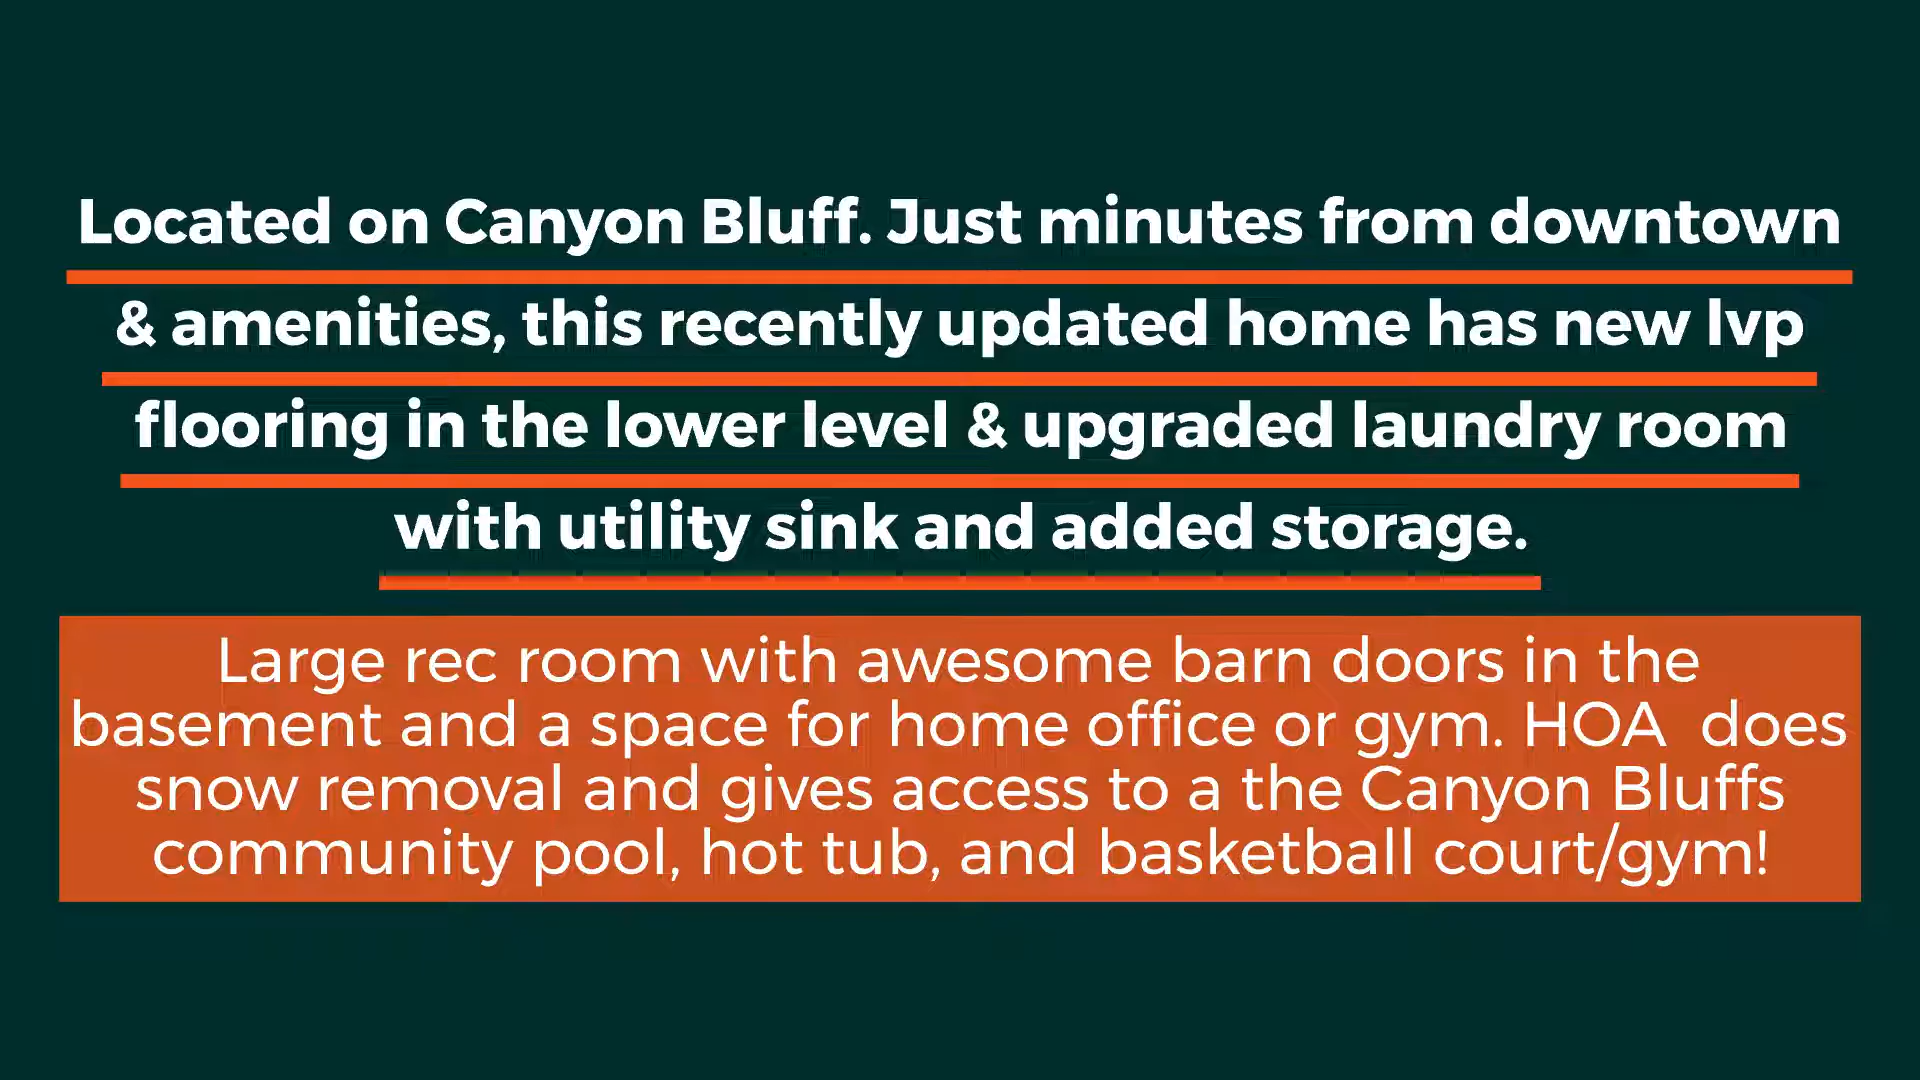 Located on Canyon Bluff. Just minutes from downtown
& amenities, this recently updated home has new lvp
flooring in the lower level & upgraded laundry room
with utility sink and added storage.
Large rec room with awesome barn doors in the
basement and a space for home office or gym. HOA  does
snow removal and gives access to a the Canyon Bluffs
community pool, hot tub, and basketball court/gym!